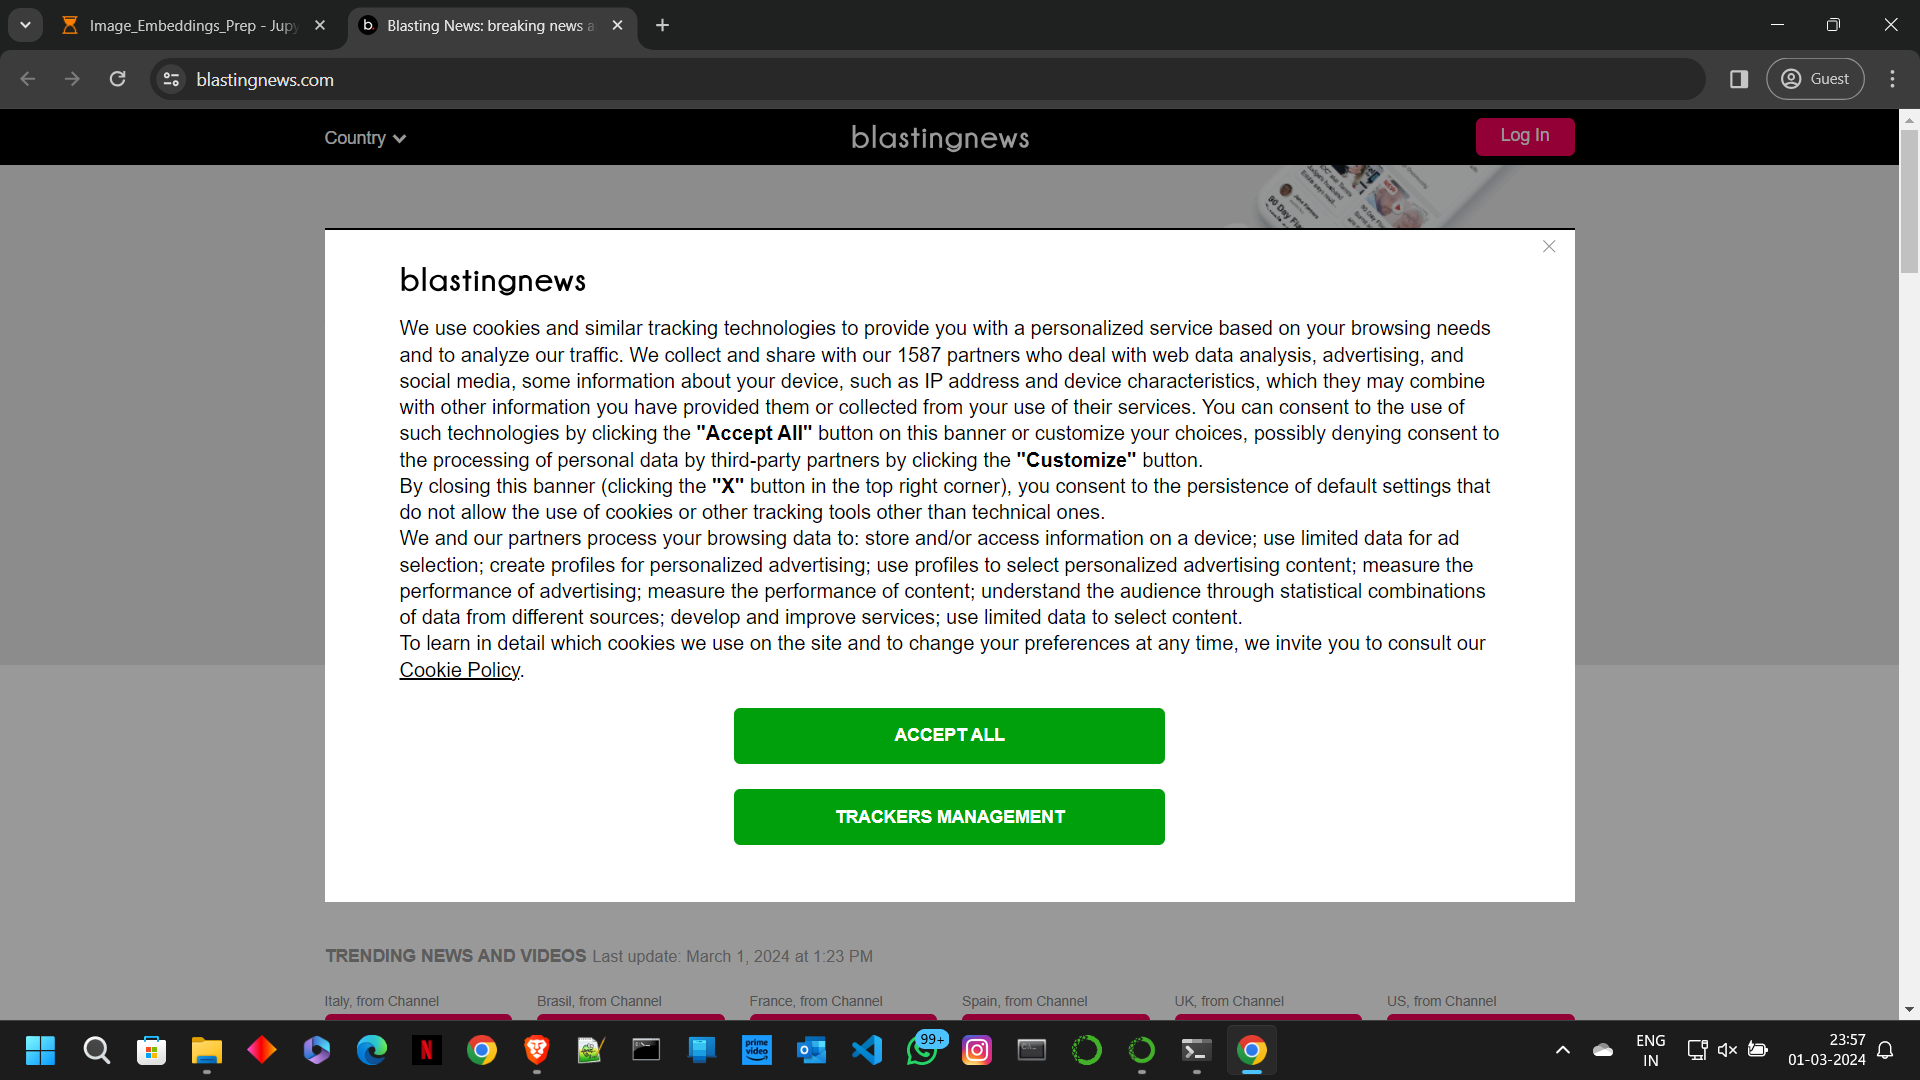 Image_Embeddings_Prep - Jupy
Blasting News: breaking news a
blastingnews.com
Guest
Country
blastingnews
Log In
blastingnews
We use cookies and similar tracking technologies to provide you with a personalized service based on your browsing needs
and to analyze our traffic. We collect and share with our 1587 partners who deal with web data analysis, advertising, and
social media, some information about your device, such as IP address and device characteristics, which they may combine
with other information you have provided them or collected from your use of their services. You can consent to the use of
such technologies by clicking the "Accept All" button on this banner or customize your choices, possibly denying consent to
the processing of personal data by third-party partners by clicking the "Customize" button.
By closing this banner (clicking the "X" button in the top right corner), you consent to the persistence of default settings that
do not allow the use of cookies or other tracking tools other than technical ones.
We and our partners process your browsing data to: store and/or access information on a device; use limited data for ad
selection; create profiles for personalized advertising; use profiles to select personalized advertising content; measure the
performance of advertising; measure the performance of content; understand the audience through statistical combinations
of data from different sources; develop and improve services; use limited data to select content.
To learn in detail which cookies we use on the site and to change your preferences at any time, we invite you to consult our
Cookie Policy.
ACCEPT ALL
TRACKERS MANAGEMENT
TRENDING NEWS AND VIDEOS Last update: March 1, 2024 at 1:23 PM
Italy, from Channel
Brasil, from Channel
France, from Channel
Spain, from Channel
UK, from Channel
US, from Channel
prime video
99+
ENG
IN
23:57
01-03-2024